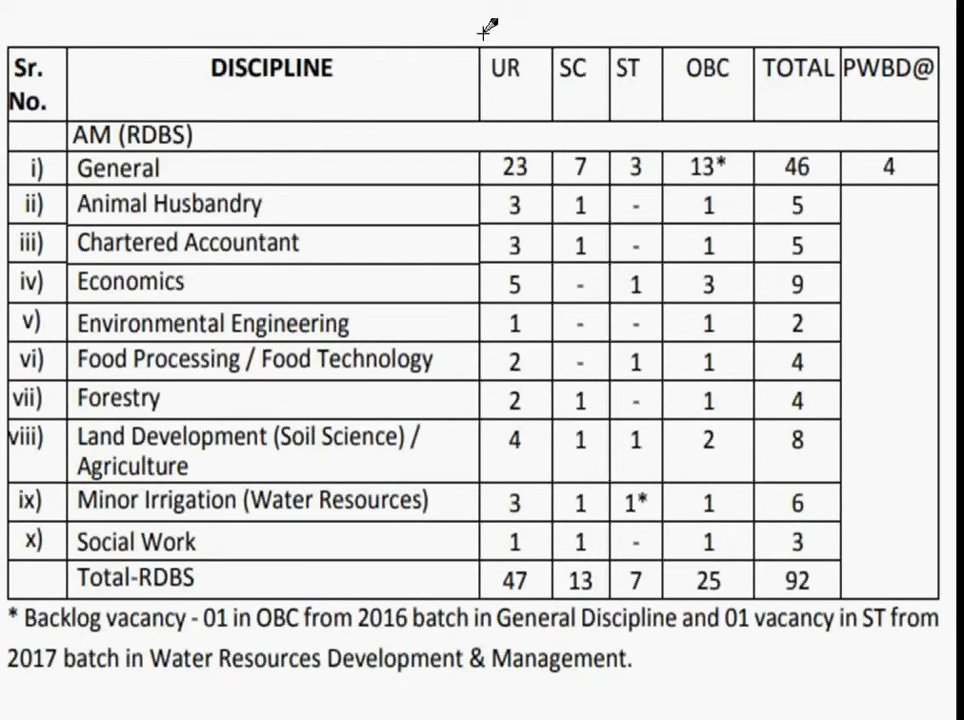 Sr. No. DISCIPLINE UR SC ST OBC TOTAL PWBD@
AM (RDBS)
i) General 23 7 3 13* 46 4
ii) Animal Husbandry 3 1 - 1 5
iii) Chartered Accountant 3 1 - 1 5
iv) Economics 5 - 1 3 9
v) Environmental Engineering 1 - - 1 2
vi) Food Processing / Food Technology 2 - 1 1 4
vii) Forestry 2 1 - 1 4
viii) Land Development (Soil Science) / Agriculture 4 1 1 2 8
ix) Minor Irrigation (Water Resources) 3 1 1* 1 6
x) Social Work 1 1 - 1 3
Total-RDBS 47 13 7 25 92
* Backlog vacancy - 01 in OBC from 2016 batch in General Discipline and 01 vacancy in ST from
2017 batch in Water Resources Development & Management.